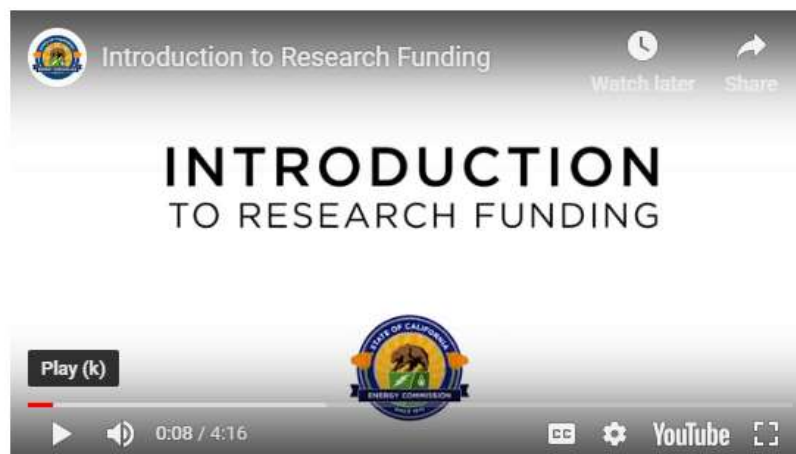 Introduction to Research Funding
Watch later
Share
INTRODUCTION
TO RESEARCH FUNDING
STATE OF CALIFORNIA
ENERGY COMMISSION
Play (k)
0:08 / 4:16
CC
YouTube